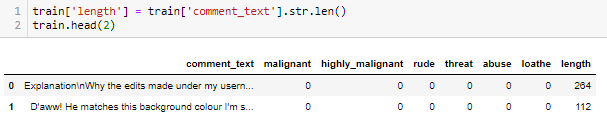 1 train['length'] = train['comment_text'].str.len()
2 train.head(2)
comment_text malignant highly_malignant rude threat abuse loathe length
0 Explanation\nWhy the edits made under my usern... 0 0 0 0 0 0 264
1 D'aww! He matches this background colour I'm s... 0 0 0 0 0 0 112